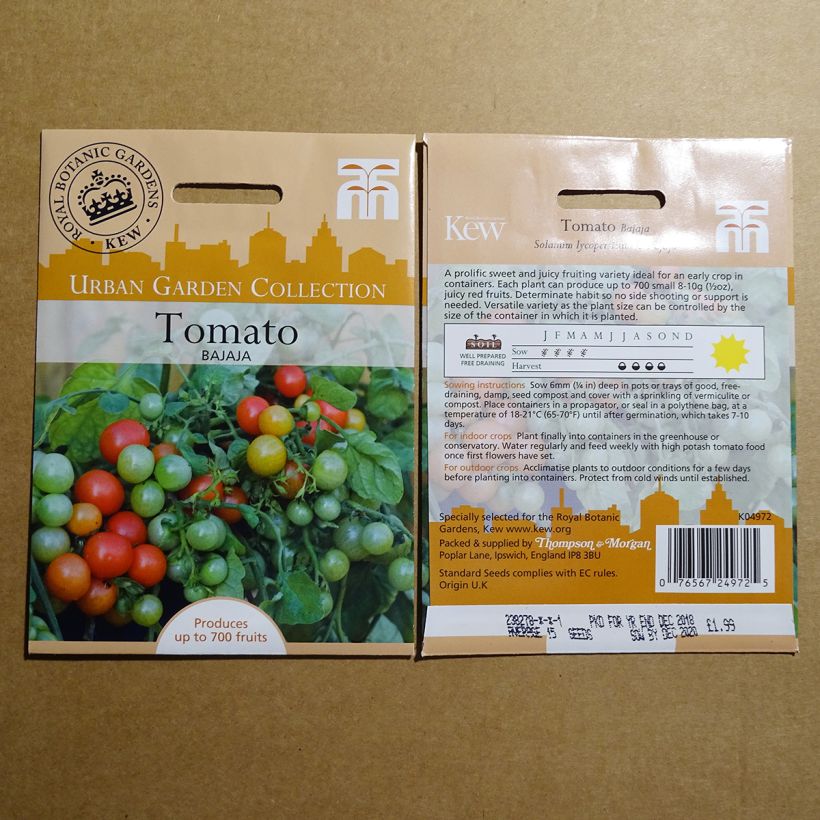 ROYAL BOTANIC GARDENS
• KEW •
URBAN GARDEN COLLECTION
Tomato
BAJAJA
Produces
up to 700 fruits
Kew
Tomato Bajaja
Solanum
A prolific sweet and juicy fruiting variety ideal for an early crop in
containers. Each plant can produce up to 700 small 8-10g (½oz),
juicy red fruits. Determinate habit so no side shooting or support is
needed. Versatile variety as the plant size can be controlled by the
size of the container in which it is planted.
SOIL
WELL PREPARED
FREE DRAINING
J F M A M J J A S O N D
Sow
Harvest
Sowing instructions Sow 6mm (¼ in) deep in pots or trays of good, free-
draining, damp, seed compost and cover with a sprinkling of vermiculite or
compost. Place containers in a propagator, or seal in a polythene bag, at a
temperature of 18-21°C (65-70°F) until after germination, which takes 7-10
days.
For indoor crops Plant finally into containers in the greenhouse or
conservatory. Water regularly and feed weekly with high potash tomato food
once first flowers have set.
For outdoor crops Acclimatise plants to outdoor conditions for a few days
before planting into containers. Protect from cold winds until established.
Specially selected for the Royal Botanic
Gardens, Kew www.kew.org
K04972
Packed & supplied by Thompson & Morgan
Poplar Lane, Ipswich, England IP8 3BU
Standard Seeds complies with EC rules.
Origin U.K
0 76567 24972 5
PKD FOR YR END DEC 2018
AVERAGE 15 SEEDS SOW BY DEC 2020 £1.99